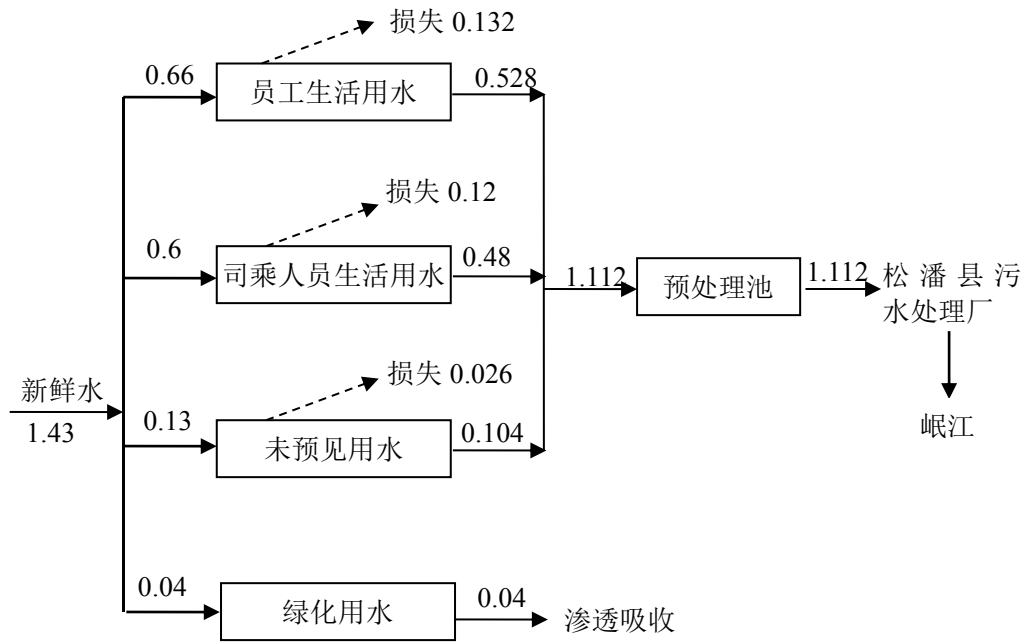 损失 0.132
0.66
员工生活用水
0.528
损失 0.12
0.6
司乘人员生活用水
0.48
1.112
预处理池
1.112
松潘县污
水处理厂
新鲜水
1.43
损失 0.026
0.13
未预见用水
0.104
岷江
0.04
绿化用水
0.04
渗透吸收